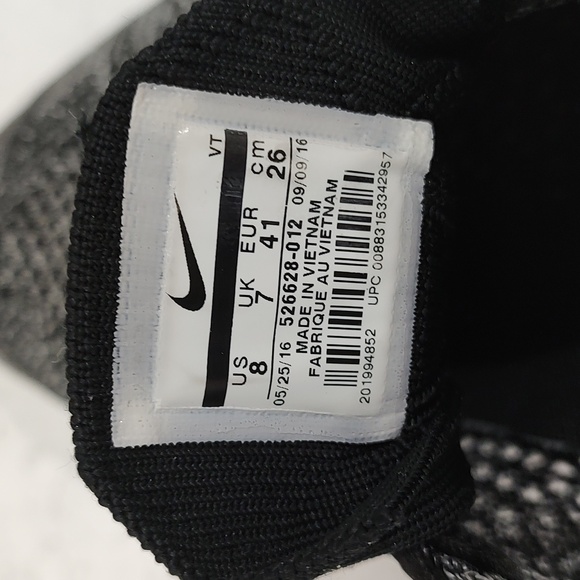 VT
US UK EUR cm
8 7 41 26
05/25/16 526628-012 09/09/16
MADE IN VIETNAM
FABRIQUE AU VIETNAM
201994852 UPC 00883153342957